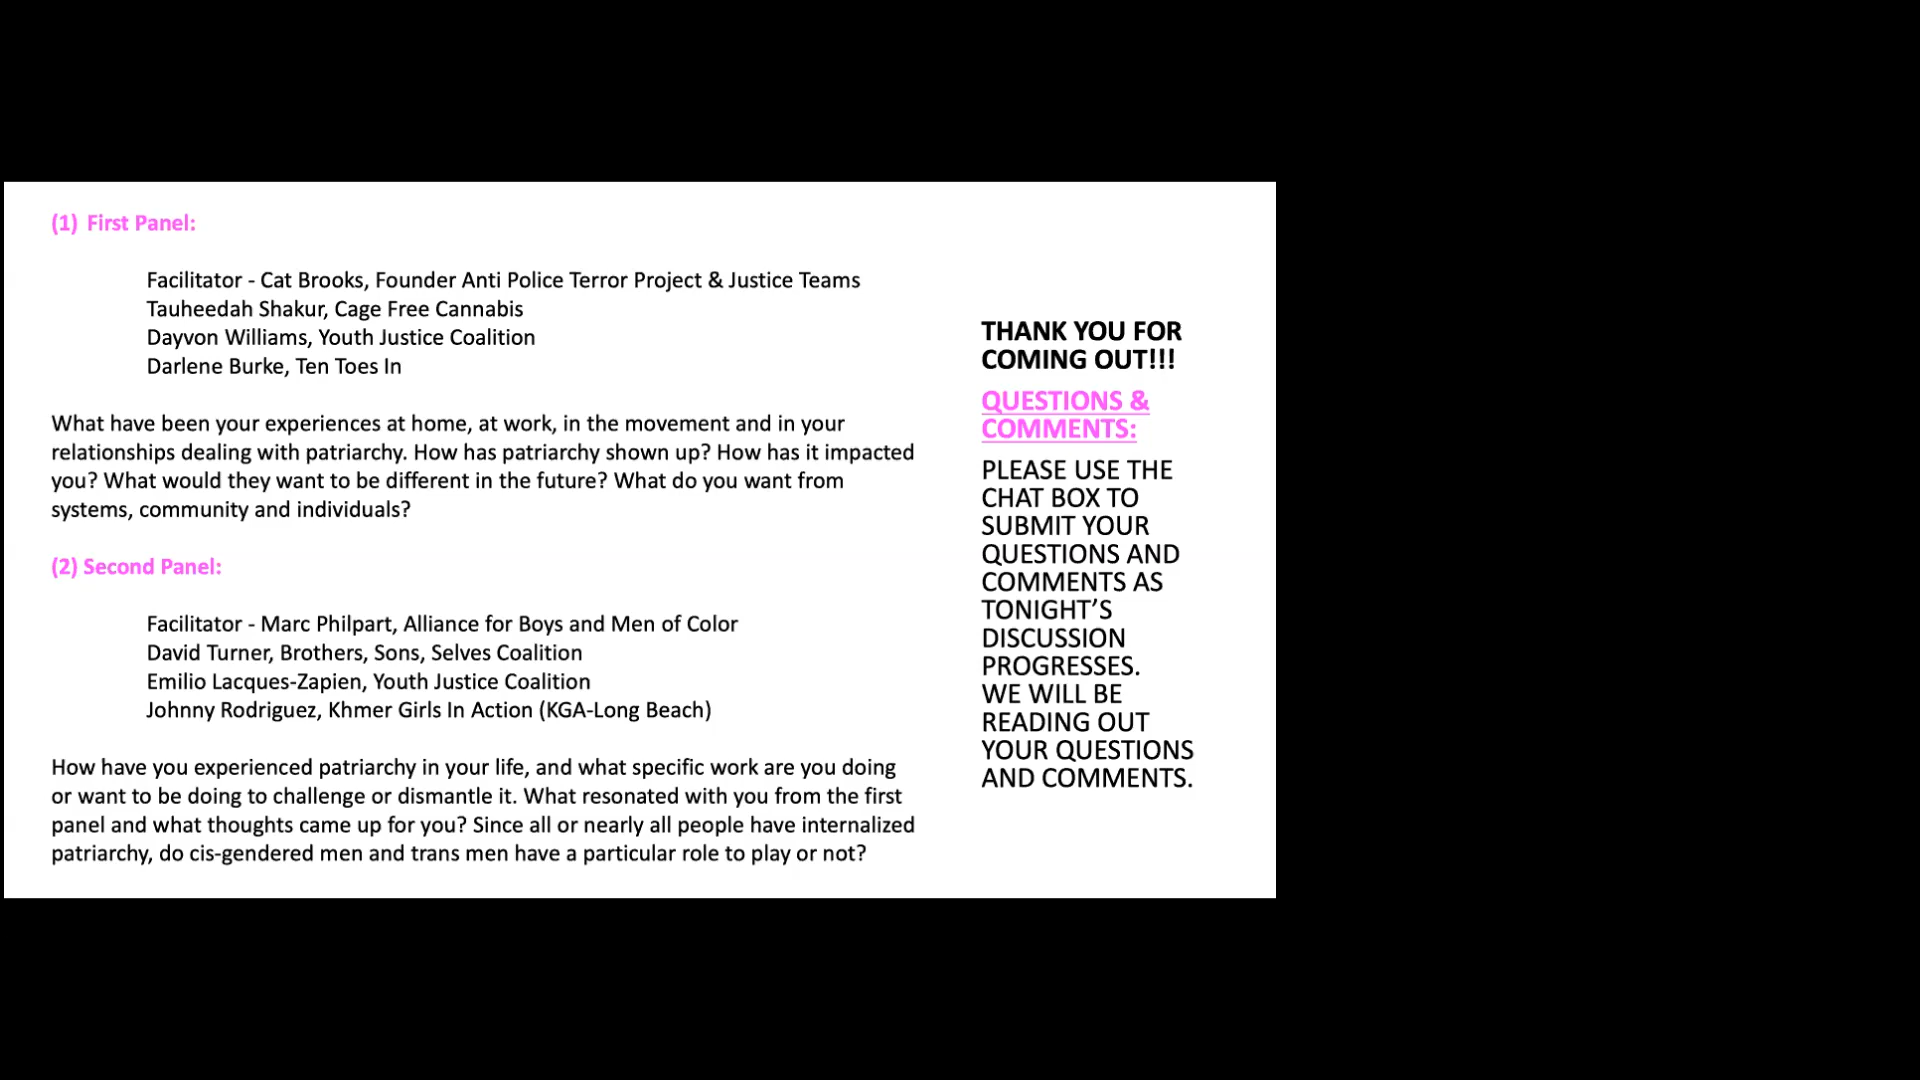 (1) First Panel:
Facilitator - Cat Brooks, Founder Anti Police Terror Project & Justice Teams
Tauheedah Shakur, Cage Free Cannabis
Dayvon Williams, Youth Justice Coalition
Darlene Burke, Ten Toes In
What have been your experiences at home, at work, in the movement and in your
relationships dealing with patriarchy. How has patriarchy shown up? How has it impacted
you? What would they want to be different in the future? What do you want from
systems, community and individuals?
(2) Second Panel:
Facilitator - Marc Philpart, Alliance for Boys and Men of Color
David Turner, Brothers, Sons, Selves Coalition
Emilio Lacques-Zapien, Youth Justice Coalition
Johnny Rodriguez, Khmer Girls In Action (KGA-Long Beach)
How have you experienced patriarchy in your life, and what specific work are you doing
or want to be doing to challenge or dismantle it. What resonated with you from the first
panel and what thoughts came up for you? Since all or nearly all people have internalized
patriarchy, do cis-gendered men and trans men have a particular role to play or not?
THANK YOU FOR
COMING OUT!!!
QUESTIONS &
COMMENTS:
PLEASE USE THE
CHAT BOX TO
SUBMIT YOUR
QUESTIONS AND
COMMENTS AS
TONIGHT’S
DISCUSSION
PROGRESSES.
WE WILL BE
READING OUT
YOUR QUESTIONS
AND COMMENTS.